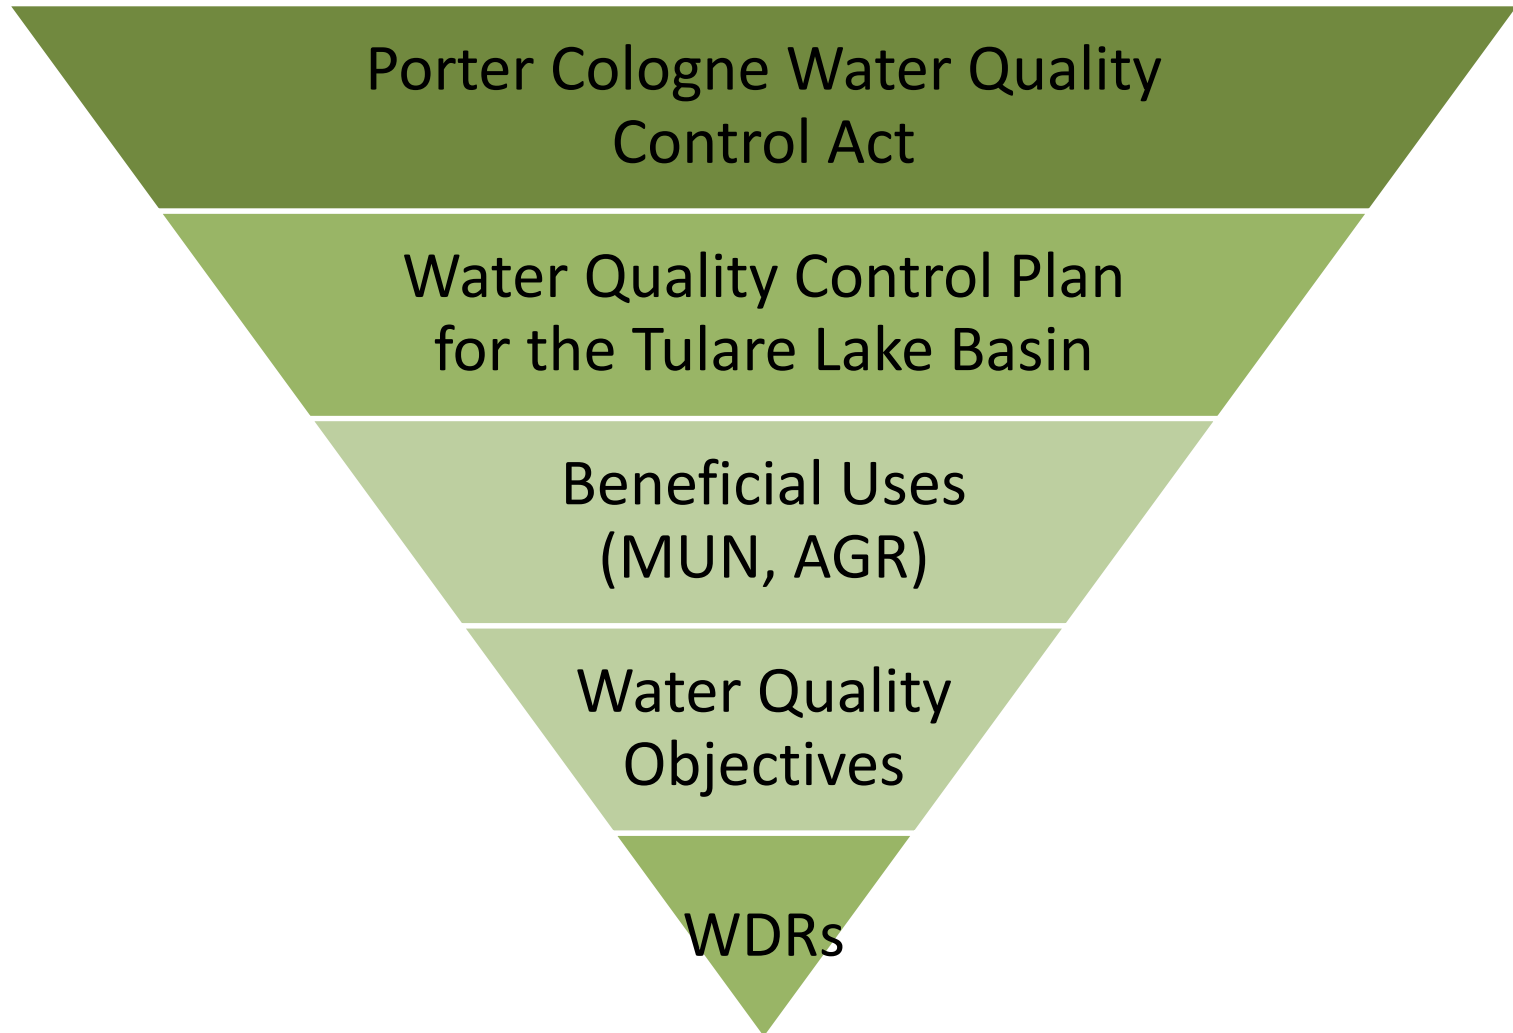 Porter Cologne Water Quality
Control Act
Water Quality Control Plan
for the Tulare Lake Basin
Beneficial Uses
(MUN, AGR)
Water Quality
Objectives
WDRs